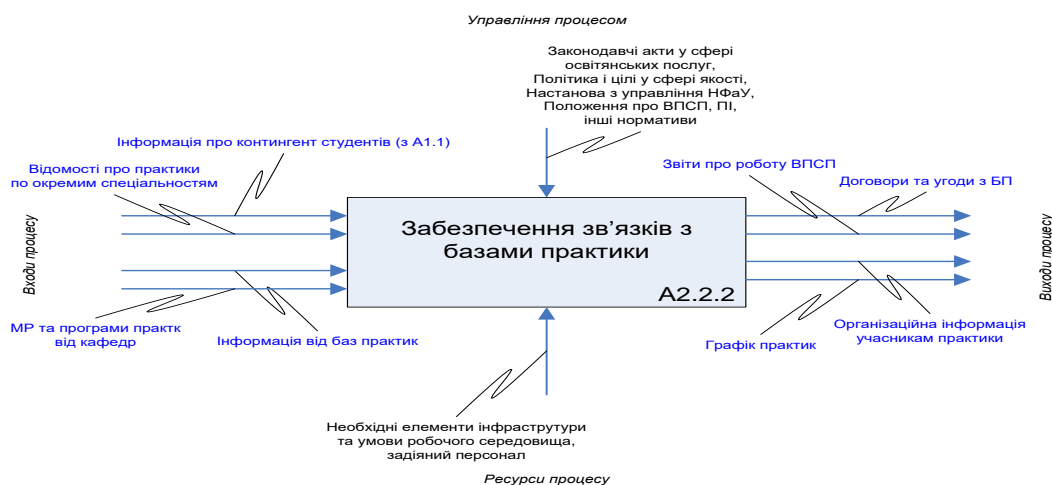 Управління процесом
Законодавчі акти у сфері
освітянських послуг,
Політика і цілі у сфері якості,
Настанова з управління НФаУ,
Положення про ВПСП, ПІ,
інші нормативи
Інформація про контингент студентів (з А1.1)
Відомості про практики
по окремим спеціальностям
Звіти про роботу ВПСП
Договори та угоди з БП
Входи процесу
Забезпечення зв’язків з
базами практики
А2.2.2
Виходи процесу
МР та програми практк
від кафедр
Інформація від баз практик
Графік практик
Організаційна інформація
учасникам практики
Необхідні елементи інфраструтури
та умови робочого середовища,
задіяний персонал
Ресурси процесу